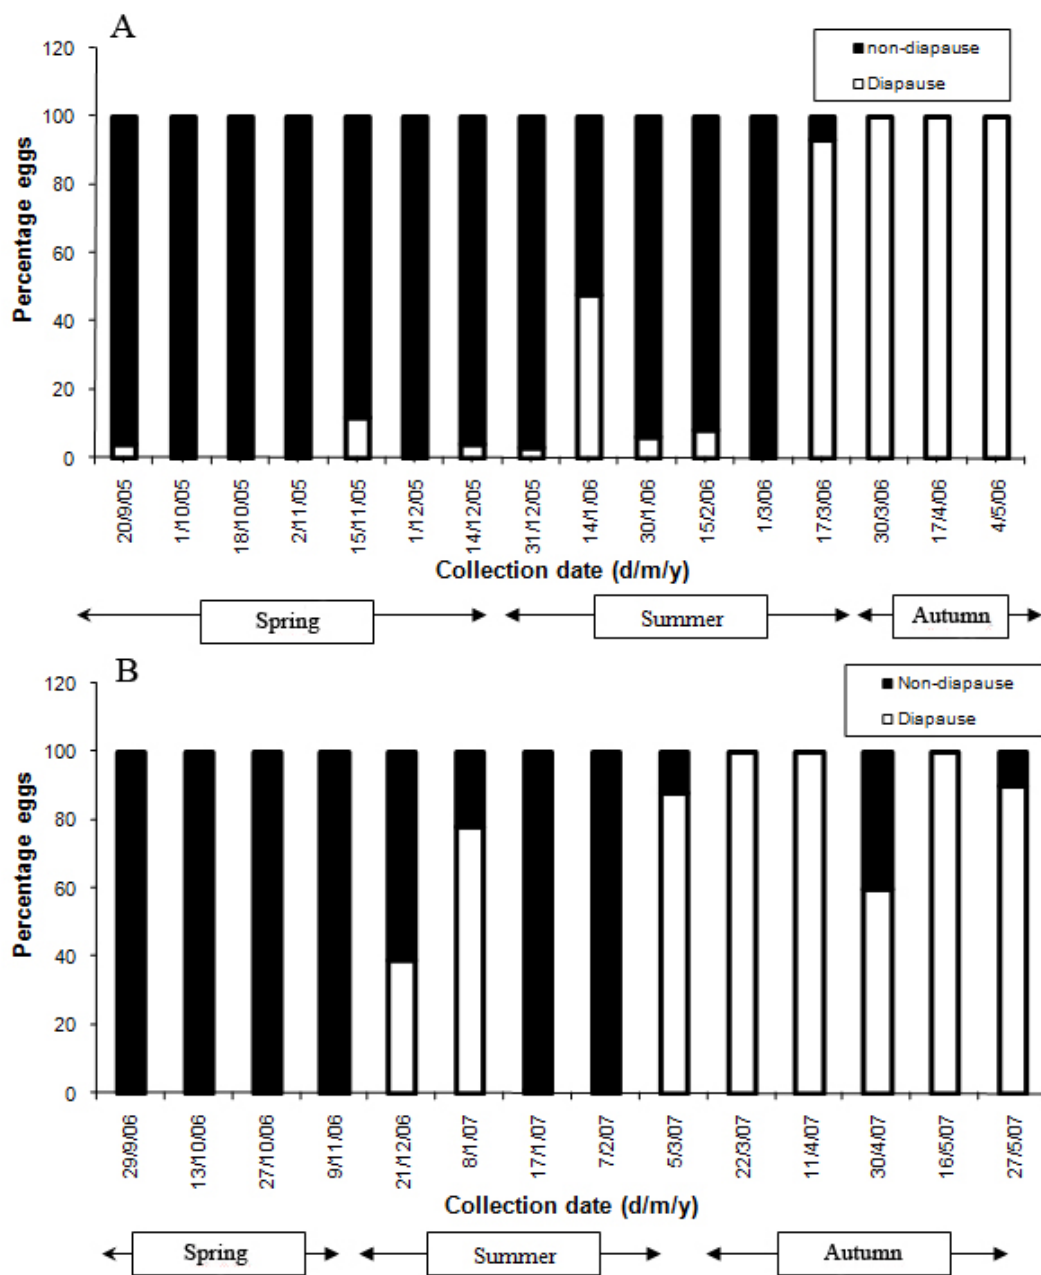 A
120
100
80
60
40
20
0
Percentage eggs
non-diapause
Diapause
20/9/05
1/10/05
18/10/05
2/11/05
15/11/05
1/12/05
14/12/05
31/12/05
14/1/06
30/1/06
15/2/06
1/3/06
17/3/06
30/3/06
17/4/06
4/5/06
Collection date (d/m/y)
Spring
Summer
Autumn
B
120
100
80
60
40
20
0
Percentage eggs
Non-diapause
Diapause
29/9/06
13/10/06
27/10/06
9/11/06
21/12/06
8/1/07
17/1/07
7/2/07
5/3/07
22/3/07
11/4/07
30/4/07
16/5/07
27/5/07
Collection date (d/m/y)
Spring
Summer
Autumn